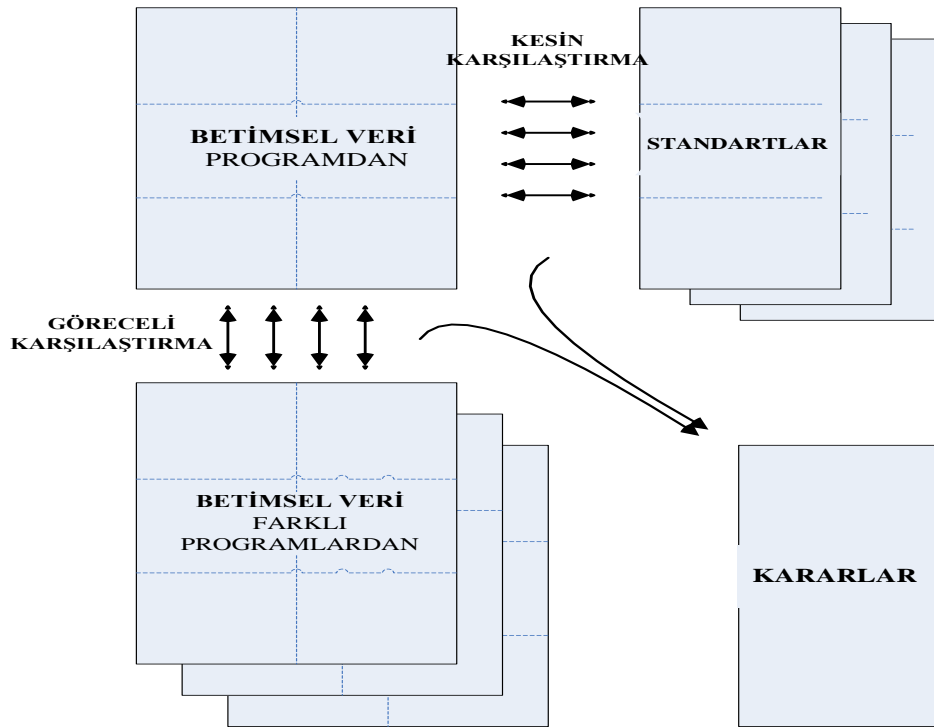 KESİN
KARŞILAŞTIRMA
BETİMSEL VERİ
PROGRAMDAN
STANDARTLAR
GÖRECELİ
KARŞILAŞTIRMA
BETİMSEL VERİ
FARKLI
PROGRAMLARDAN
KARARLAR